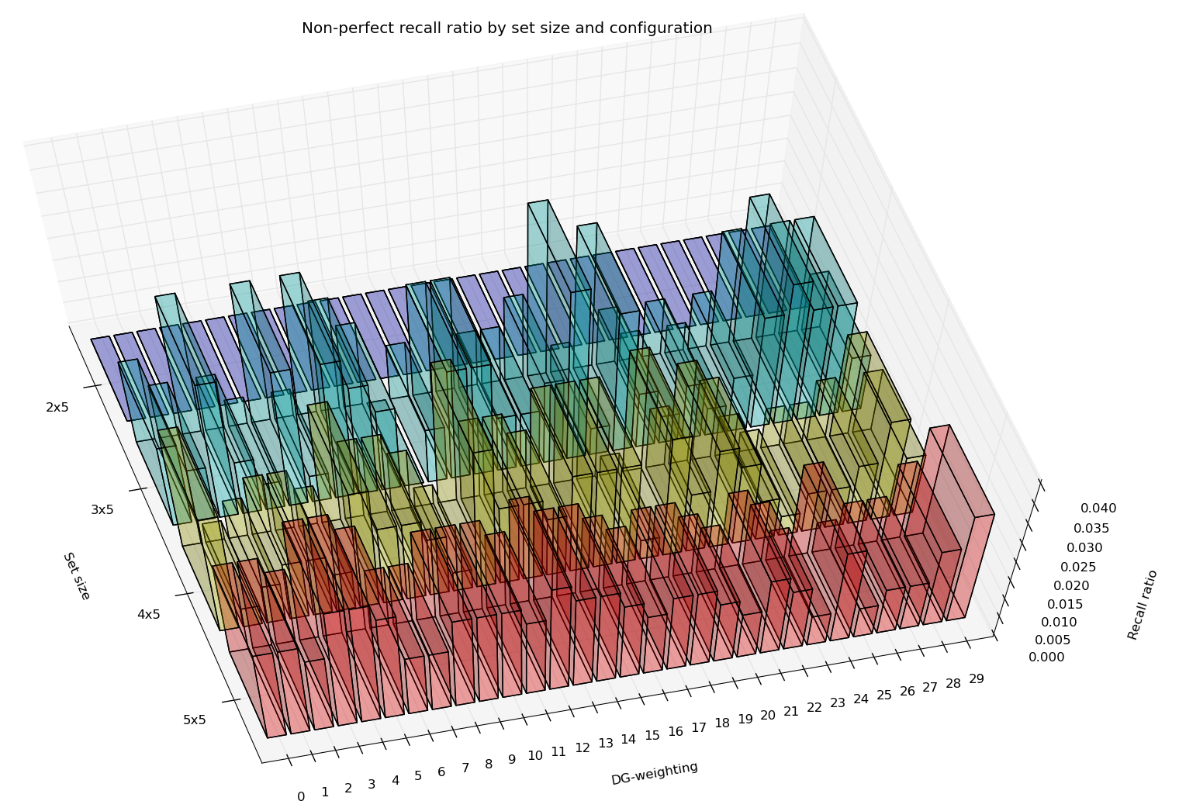 Non-perfect recall ratio by set size and configuration
2x5
3x5
4x5
5x5
Set size
0.040
0.035
0.030
0.025
0.020
0.015
0.010
0.005
0.000
Recall ratio
0 1 2 3 4 5 6 7 8 9 10 11 12 13 14 15 16 17 18 19 20 21 22 23 24 25 26 27 28 29
DG-weighting